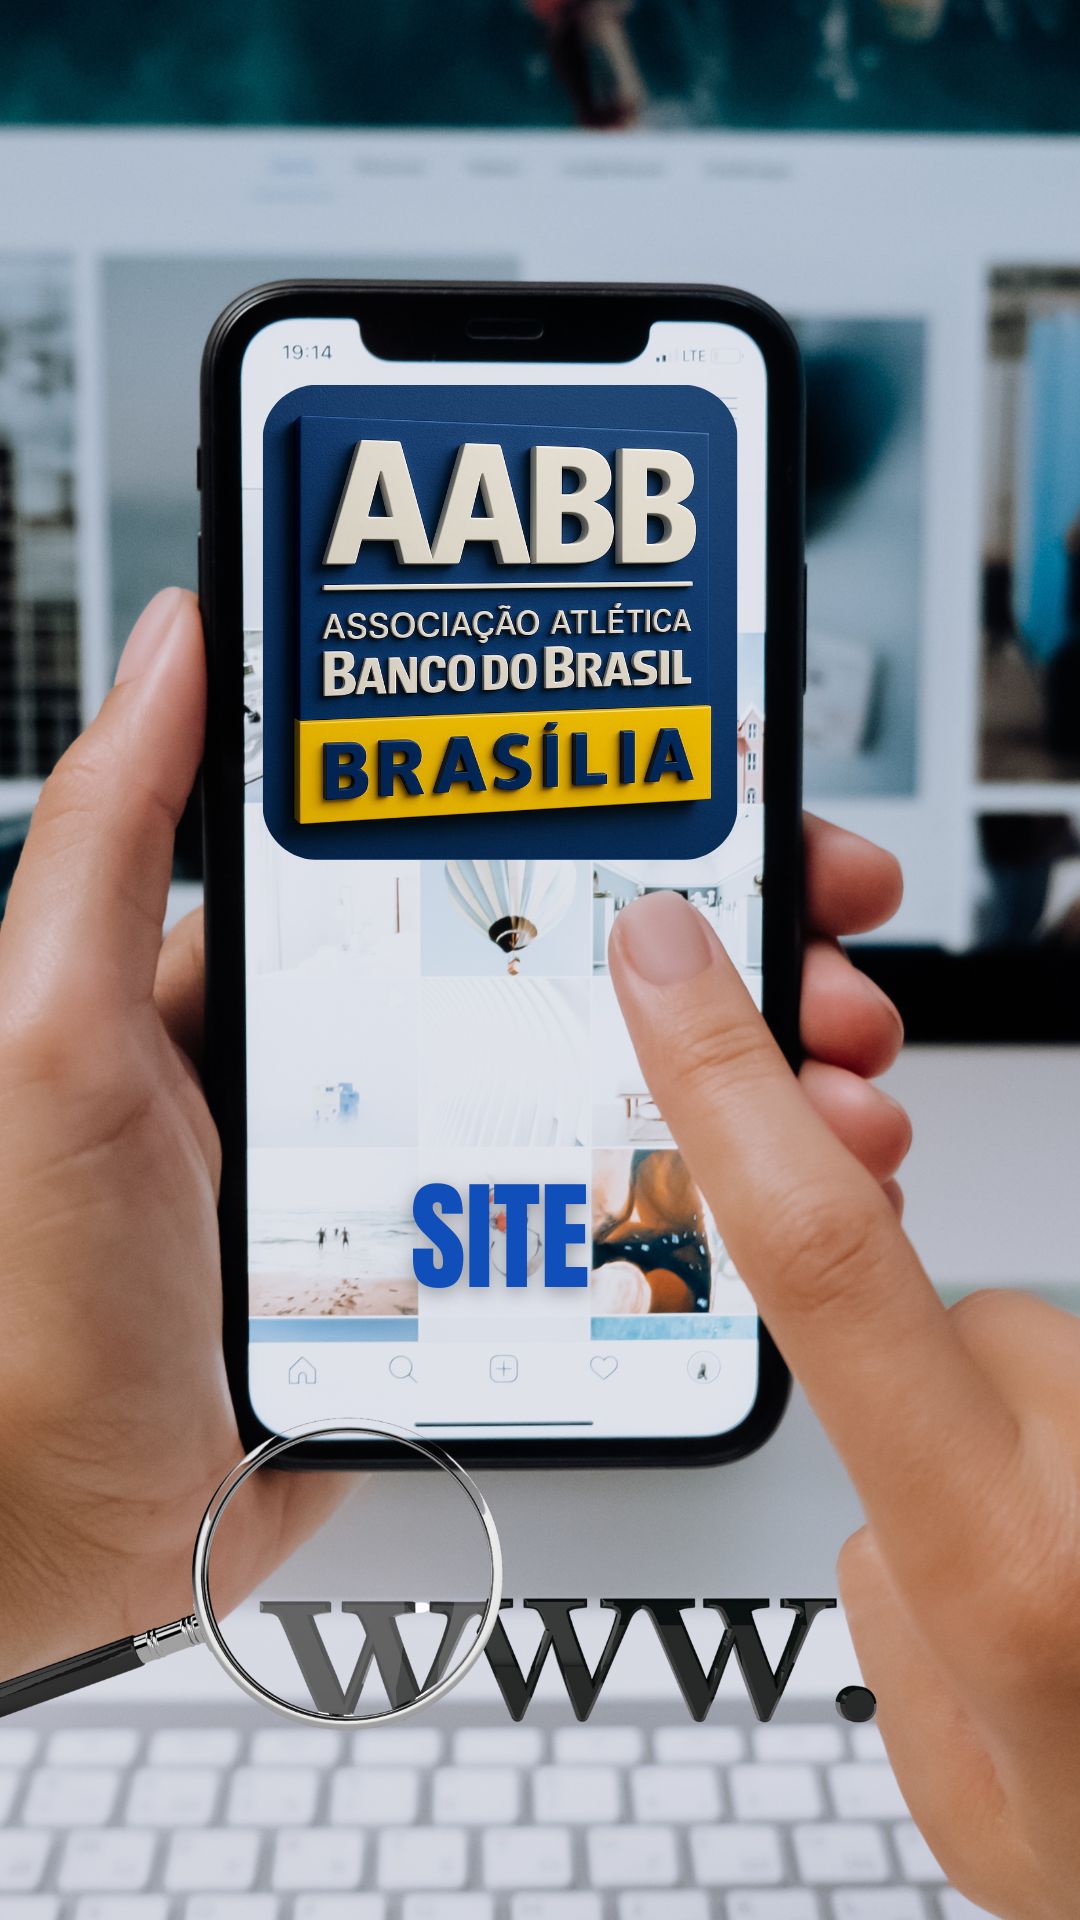 19:14
LTE
AABB
ASSOCIAÇÃO ATLÉTICA
BANCO DO BRASIL
BRASÍLIA
SITE
www.